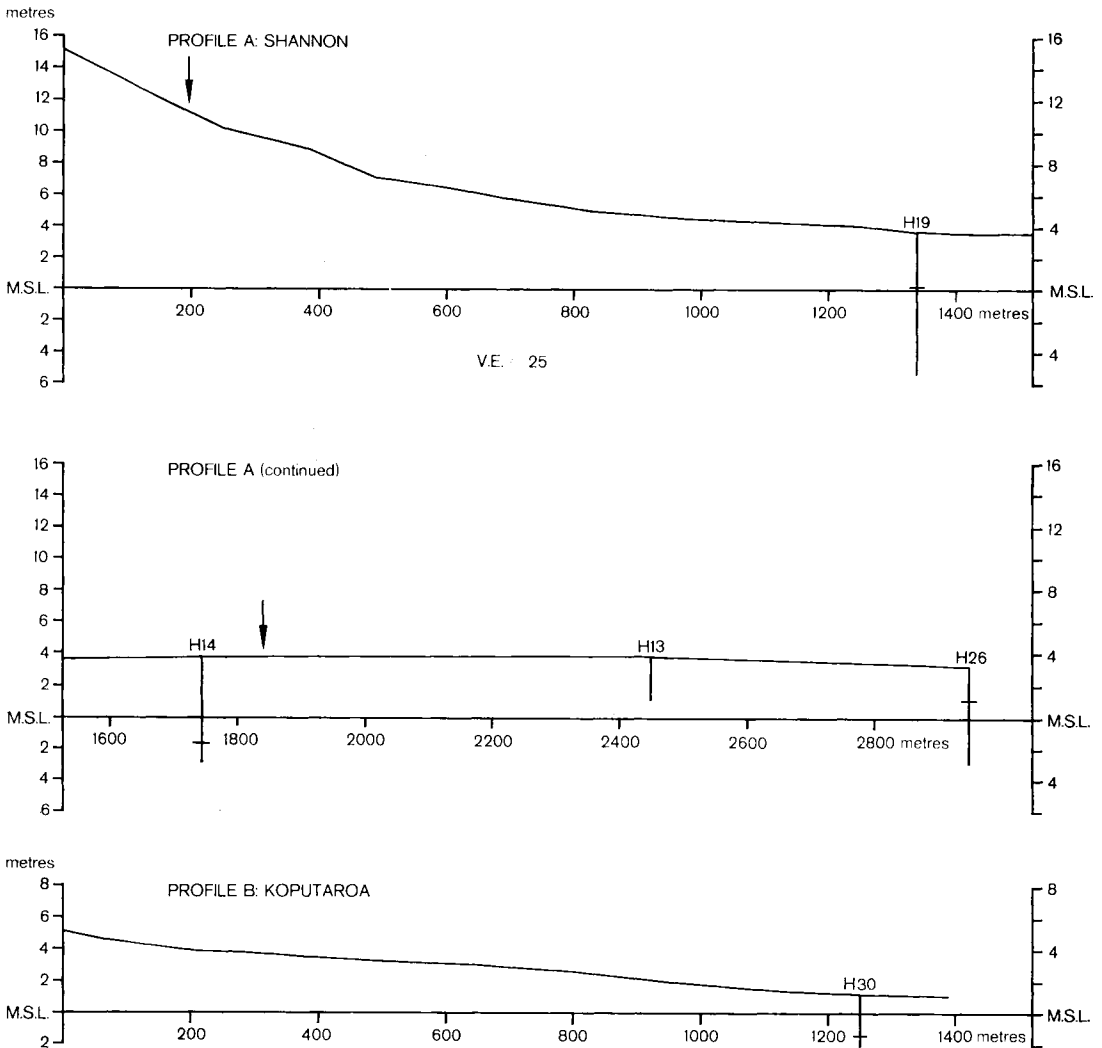 metres
16
14
12
10
8
6
4
2
M.S.L.
2
4
6
PROFILE A: SHANNON
H19
200 400 600 800 1000 1200 1400 metres
V.E. 25
16
12
8
4
M.S.L.
4
PROFILE A (continued)
16
14
12
10
8
6
4
2
M.S.L.
2
4
6
H14 H13 H26
1600 1800 2000 2200 2400 2600 2800 metres
16
12
8
4
M.S.L.
4
metres
8
6
4
2
M.S.L.
2
PROFILE B: KOPUTAROA
H30
200 400 600 800 1000 1200 1400 metres
8
4
M.S.L.